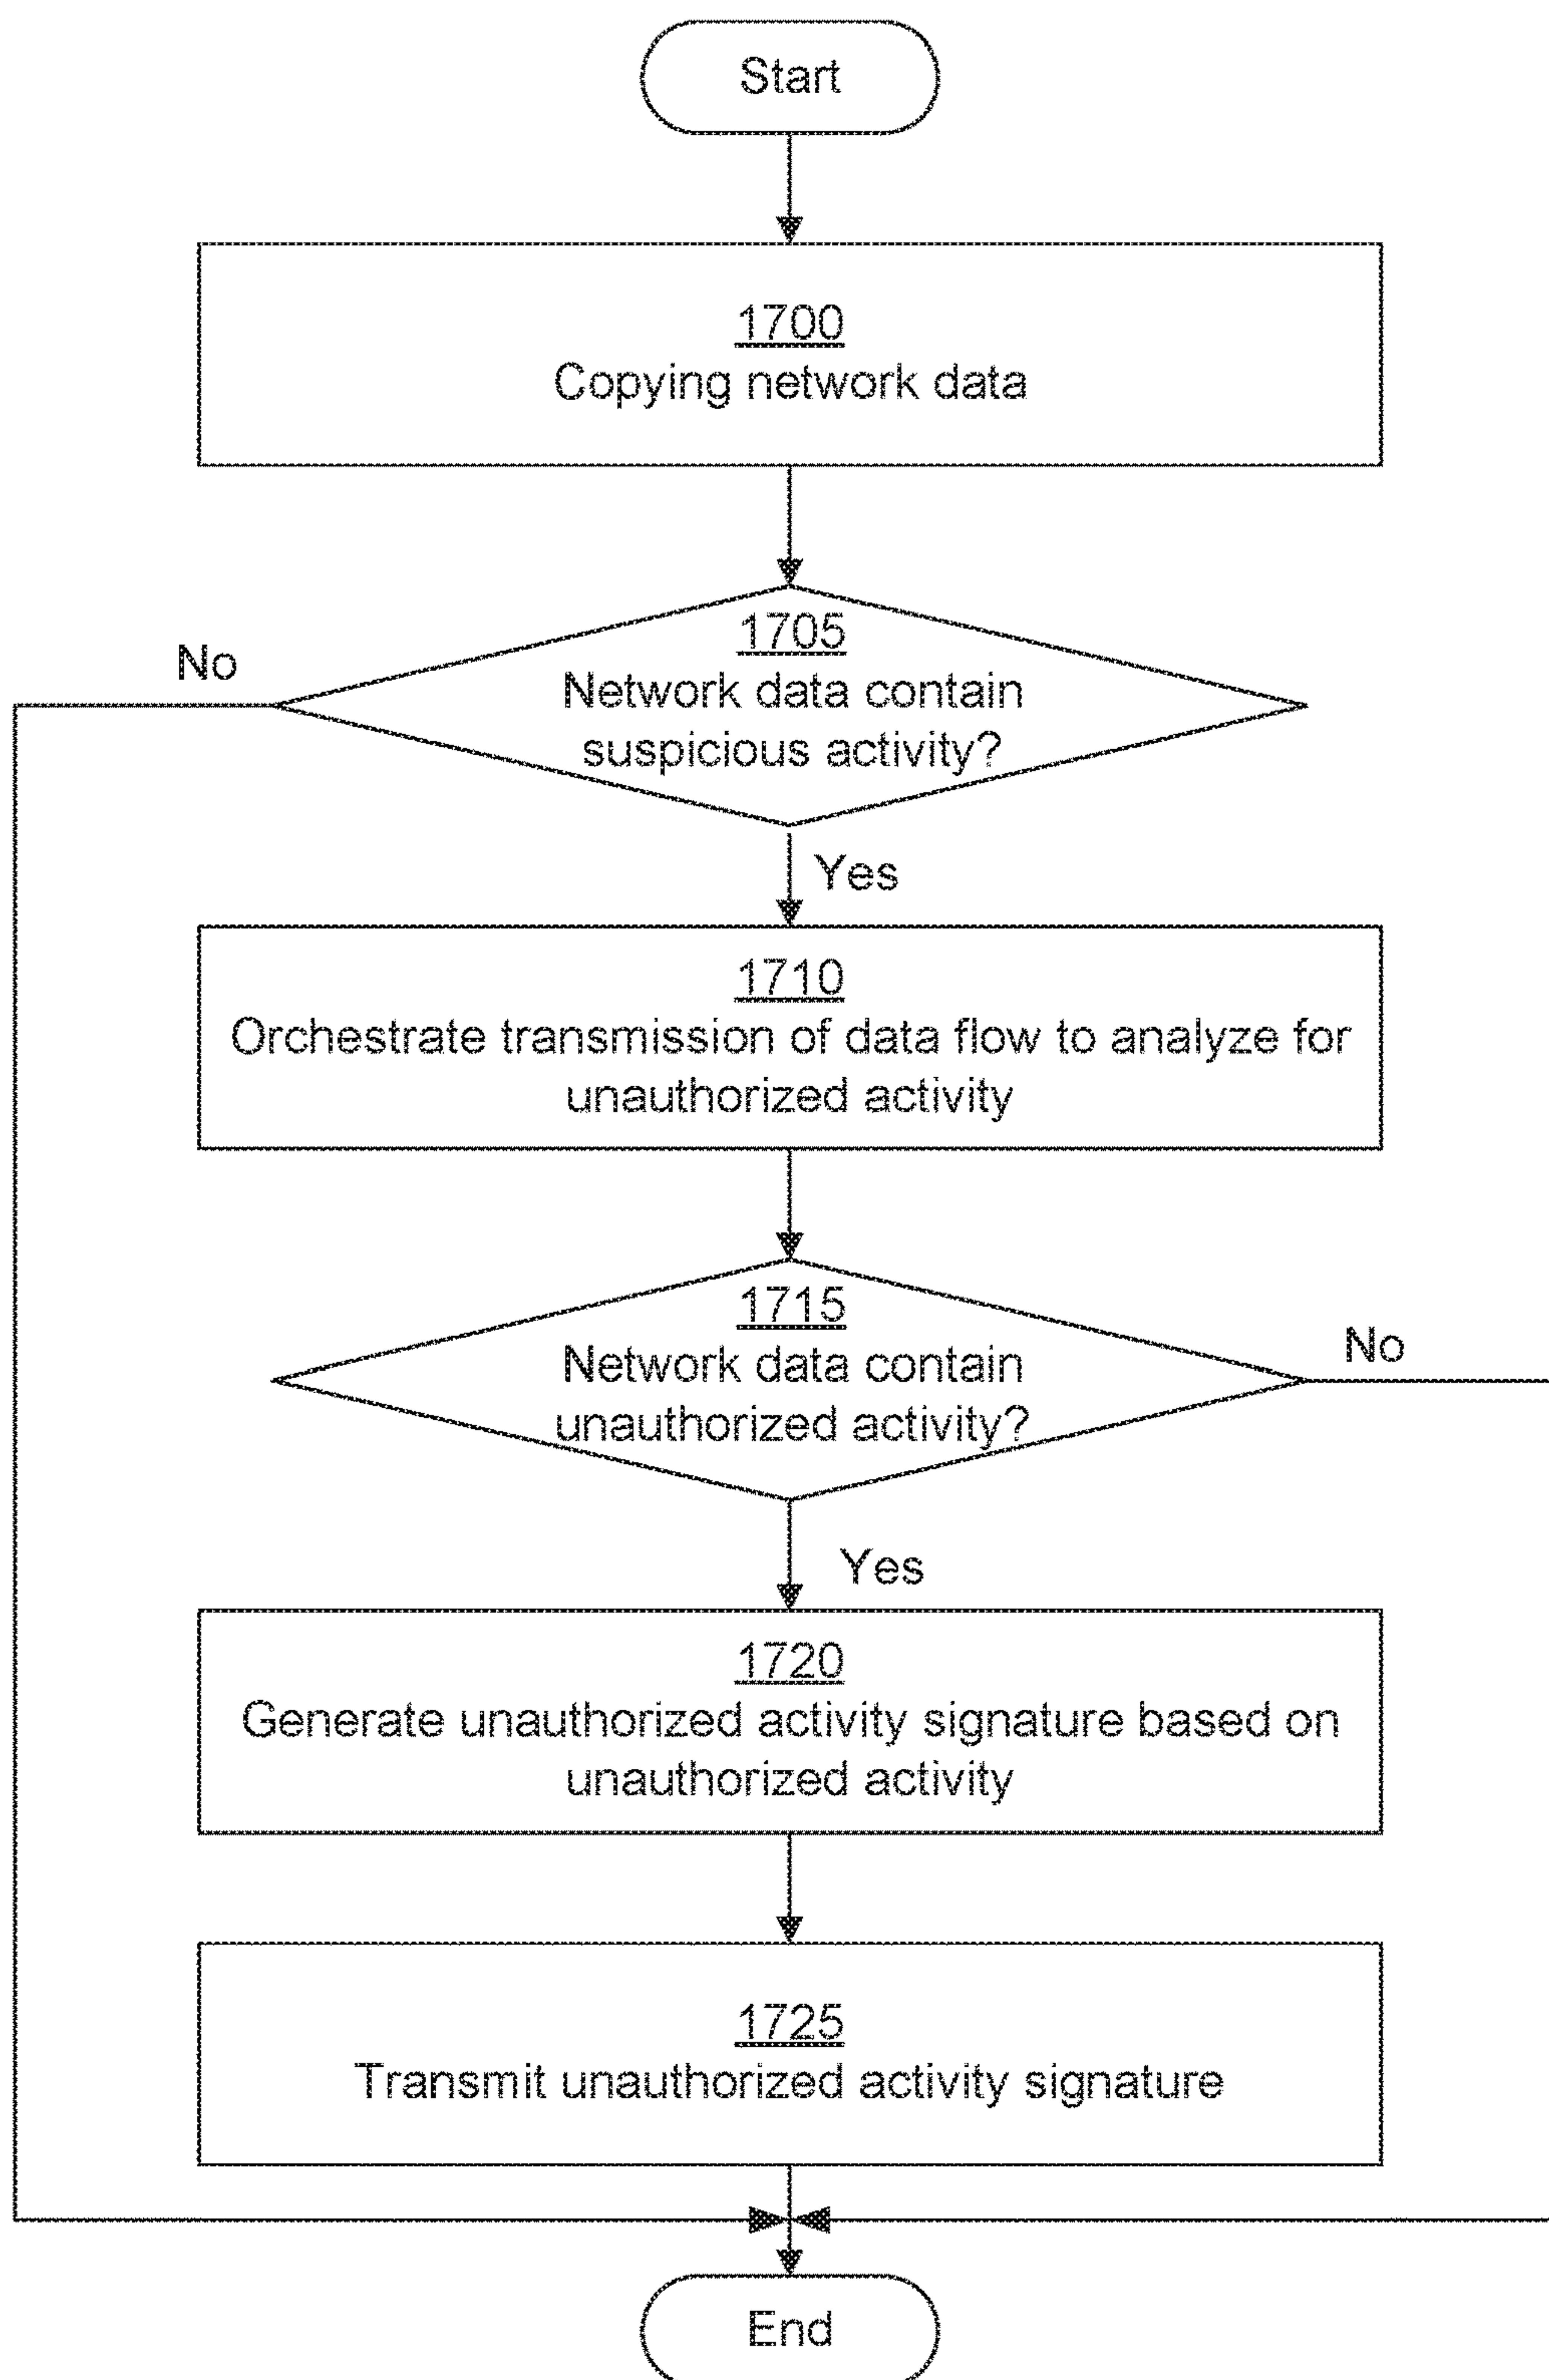 Start
1700
Copying network data
1705
No
Network data contain
suspicious activity?
Yes
1710
Orchestrate transmission of data flow to analyze for
unauthorized activity
1715
No
Network data contain
unauthorized activity?
Yes
1720
Generate unauthorized activity signature based on
unauthorized activity
1725
Transmit unauthorized activity signature
End